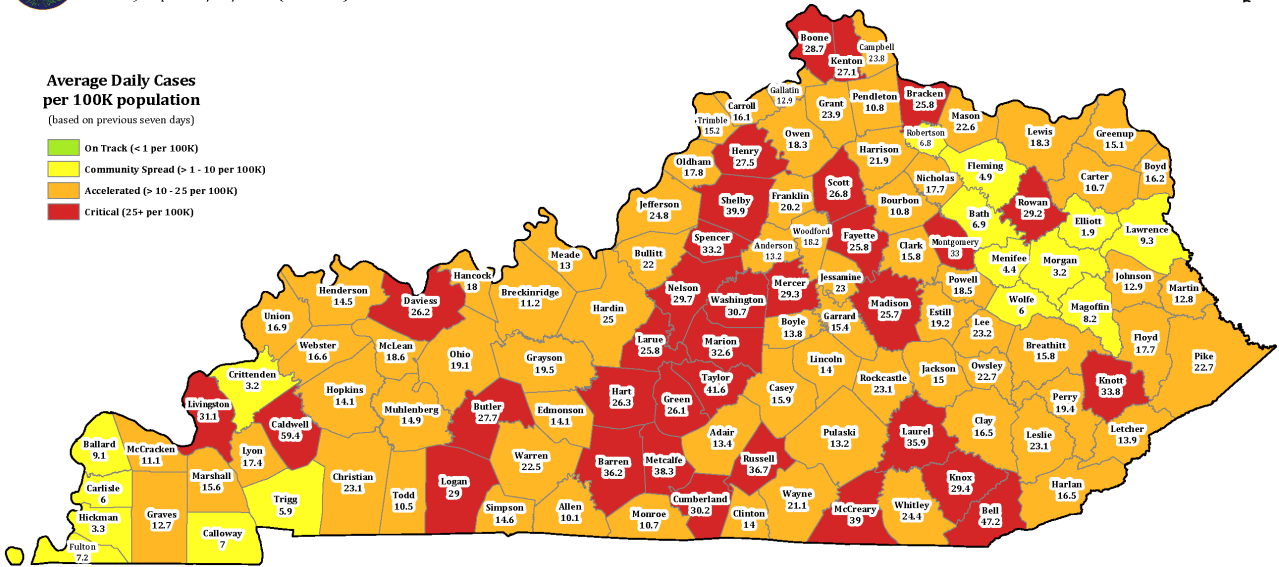 Average Daily Cases
per 100K population
(based on previous seven days)
On Track (< 1 per 100K)
Community Spread (> 1 - 10 per 100K)
Accelerated (> 10 - 25 per 100K)
Critical (25+ per 100K)
Boone
28.7
Kenton
27.1
Campbell
23.8
Gallatin
12.9
Carroll
16.1
Trimble
15.2
Grant
23.9
Pendleton
10.8
Bracken
25.8
Mason
22.6
Robertson
6.8
Lewis
18.3
Greenup
15.1
Owen
18.3
Henry
27.5
Oldham
17.8
Harrison
21.9
Fleming
4.9
Carter
10.7
Boyd
16.2
Nicholas
17.7
Scott
26.8
Franklin
20.2
Shelby
39.9
Jefferson
24.8
Bourbon
10.8
Rowan
29.2
Bath
6.9
Elliott
1.9
Lawrence
9.3
Spencer
33.2
Anderson
13.2
Woodford
18.2
Fayette
25.8
Clark
15.8
Montgomery
33
Bullitt
22
Meade
13
Menifee
4.4
Morgan
3.2
Johnson
12.9
Martin
12.8
Hancock
18
Henderson
14.5
Daviess
26.2
Breckinridge
11.2
Nelson
29.7
Washington
30.7
Mercer
29.3
Jessamine
23
Madison
25.7
Powell
18.5
Wolfe
6
Magoffin
8.2
Union
16.9
Hardin
25
Boyle
13.8
Garrard
15.4
Estill
19.2
Lee
23.2
Floyd
17.7
Webster
16.6
McLean
18.6
Ohio
19.1
Grayson
19.5
Larue
25.8
Marion
32.6
Lincoln
14
Breathitt
15.8
Pike
22.7
Crittenden
3.2
Hopkins
14.1
Muhlenberg
14.9
Butler
27.7
Edmonson
14.1
Hart
26.3
Green
26.1
Taylor
41.6
Casey
15.9
Rockcastle
23.1
Jackson
15
Owsley
22.7
Perry
19.4
Knott
33.8
Livingston
31.1
Caldwell
59.4
Ballard
9.1
McCracken
11.1
Lyon
17.4
Warren
22.5
Barren
36.2
Metcalfe
38.3
Adair
13.4
Russell
36.7
Pulaski
13.2
Laurel
35.9
Clay
16.5
Leslie
23.1
Letcher
13.9
Carlisle
6
Marshall
15.6
Trigg
5.9
Christian
23.1
Todd
10.5
Logan
29
Simpson
14.6
Allen
10.1
Monroe
10.7
Cumberland
30.2
Clinton
14
Wayne
21.1
McCreary
39
Whitley
24.4
Knox
29.4
Bell
47.2
Harlan
16.5
Hickman
3.3
Graves
12.7
Calloway
7
Fulton
7.2